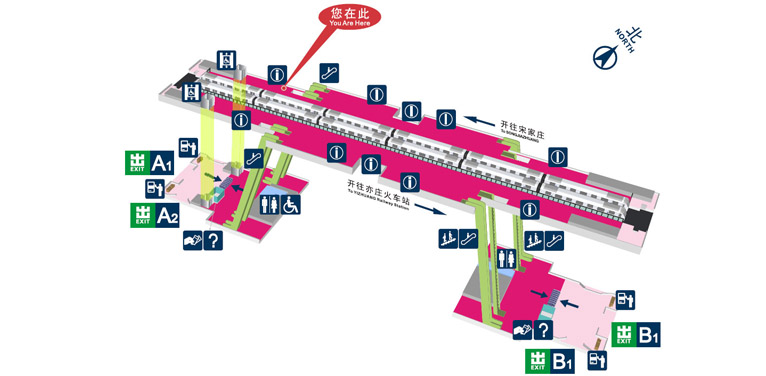 您在此
You Are Here
北
NORTH
开往宋家庄
To SONGJIAZHUANG
开往亦庄火车站
To YIZHUANG Railway Station
出 EXIT A1
出 EXIT A2
?
?
出 EXIT B1
出 EXIT B1